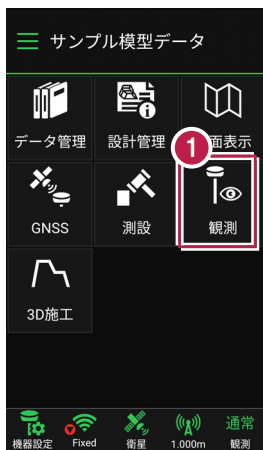 サンプル模型データ
データ管理 設計管理 面表示
1
GNSS 測設 観測
3D施工
通常
機器設定 Fixed 衛星 1.000m 観測